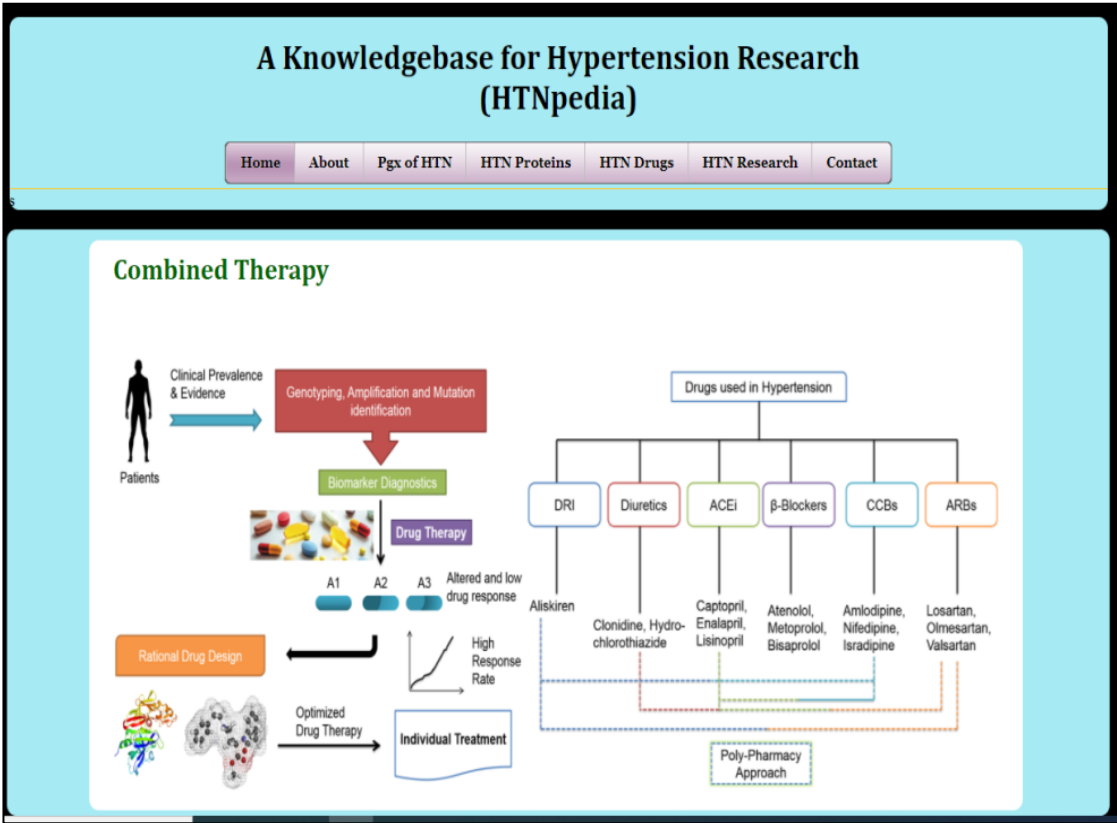 A Knowledgebase for Hypertension Research
(HTNpedia)
Home About Pgx of HTN HTN Proteins HTN Drugs HTN Research Contact
s
Combined Therapy
Patients
Clinical Prevalence
& Evidence
Genotyping, Amplification and Mutation
identification
Biomarker Diagnostics
Drug Therapy
A1 A2 A3
Altered and low
drug response
Rational Drug Design
High
Response
Rate
Optimized
Drug Therapy
Individual Treatment
Drugs used in Hypertension
DRI Diuretics ACEi β-Blockers CCBs ARBs
Aliskiren
Clonidine, Hydro-
chlorothiazide
Captopril,
Enalapril,
Lisinopril
Atenolol,
Metoprolol,
Bisaprolol
Amlodipine,
Nifedipine,
Isradipine
Losartan,
Olmesartan,
Valsartan
Poly-Pharmacy
Approach